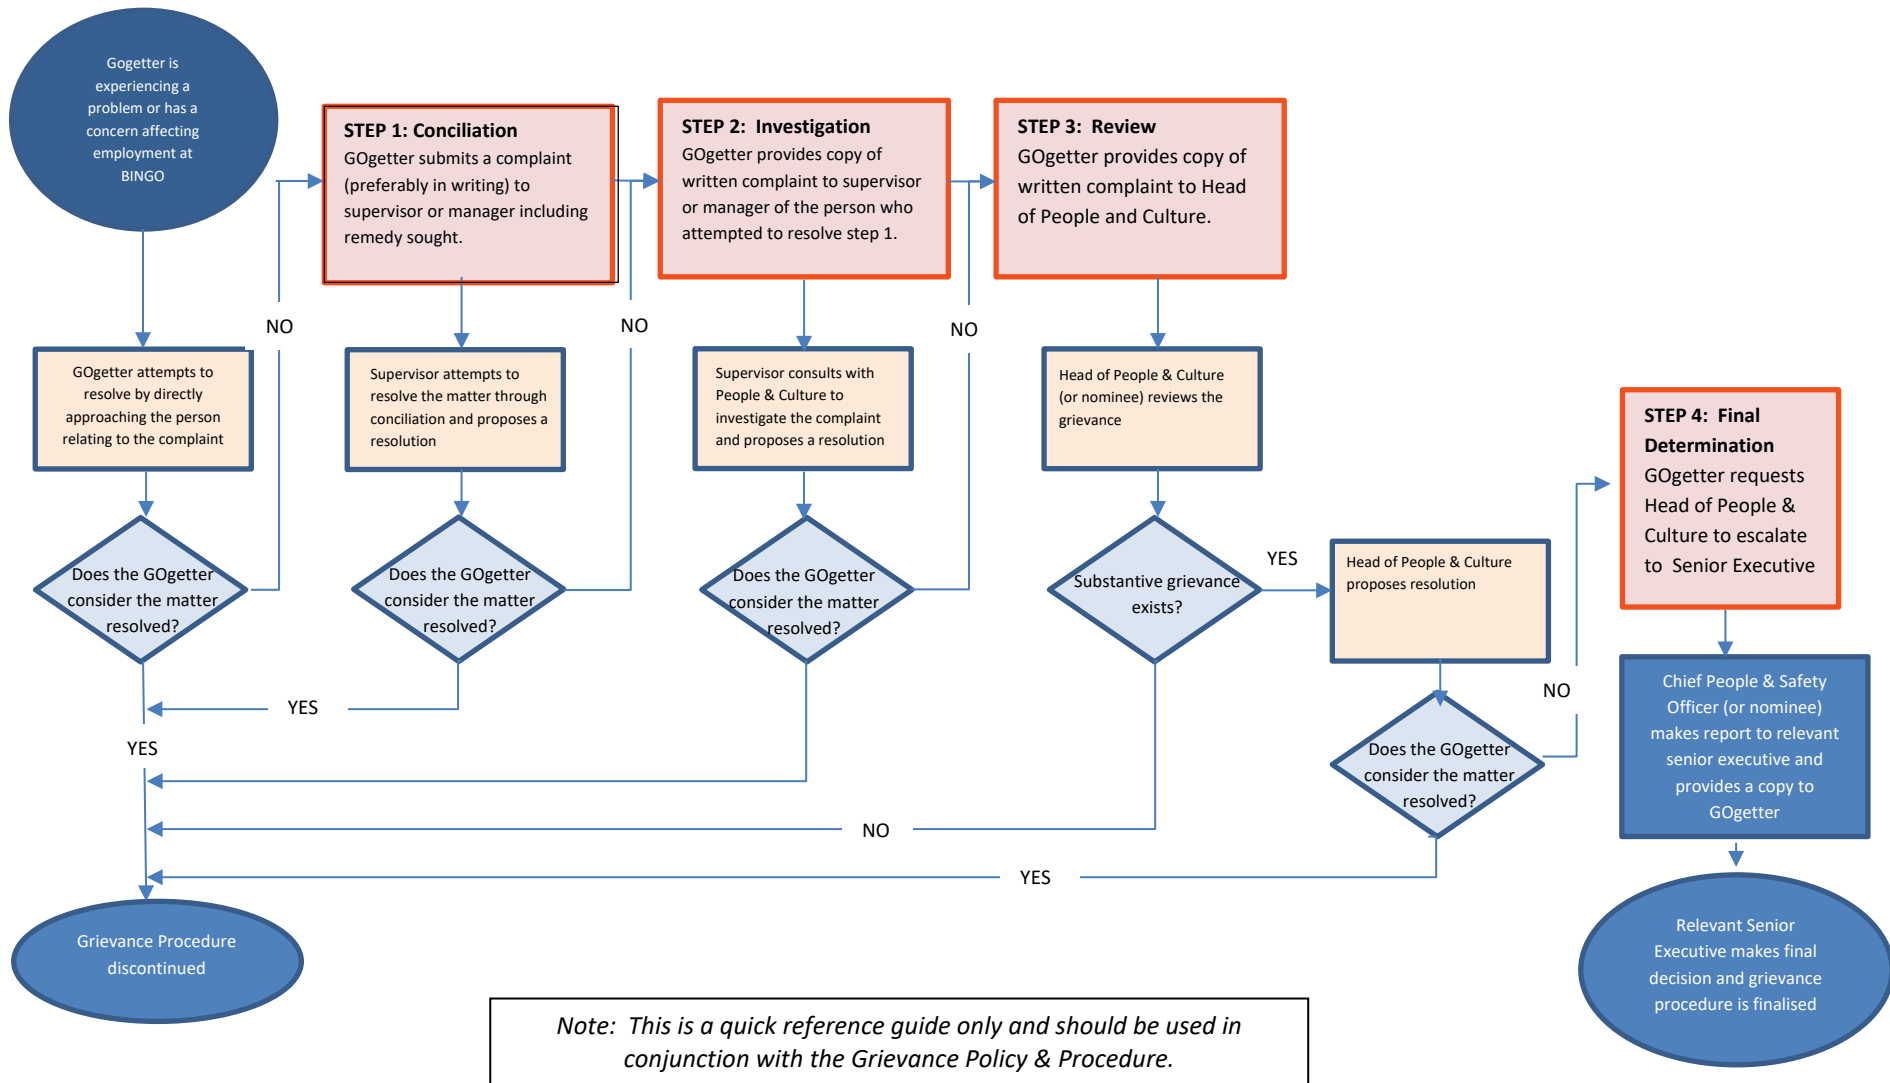 Gogetter is
experiencing a
problem or has a
concern affecting
employment at
BINGO
GOgetter attempts to
resolve by directly
approaching the person
relating to the complaint
Does the GOgetter
consider the matter
resolved?
NO
YES
STEP 1: Conciliation
GOgetter submits a complaint
(preferably in writing) to
supervisor or manager including
remedy sought.
Supervisor attempts to
resolve the matter through
conciliation and proposes a
resolution
Does the GOgetter
consider the matter
resolved?
NO
YES
STEP 2:  Investigation
GOgetter provides copy of
written complaint to supervisor
or manager of the person who
attempted to resolve step 1.
Supervisor consults with
People & Culture to
investigate the complaint
and proposes a resolution
Does the GOgetter
consider the matter
resolved?
NO
STEP 3:  Review
GOgetter provides copy of
written complaint to Head
of People and Culture.
Head of People & Culture
(or nominee) reviews the
grievance
Substantive grievance
exists?
YES
NO
Head of People & Culture
proposes resolution
Does the GOgetter
consider the matter
resolved?
NO
YES
STEP 4:  Final
Determination
GOgetter requests
Head of People &
Culture to escalate
to  Senior Executive
Chief People & Safety
Officer (or nominee)
makes report to relevant
senior executive and
provides a copy to
GOgetter
Relevant Senior
Executive makes final
decision and grievance
procedure is finalised
Grievance Procedure
discontinued
Note:  This is a quick reference guide only and should be used in
conjunction with the Grievance Policy & Procedure.